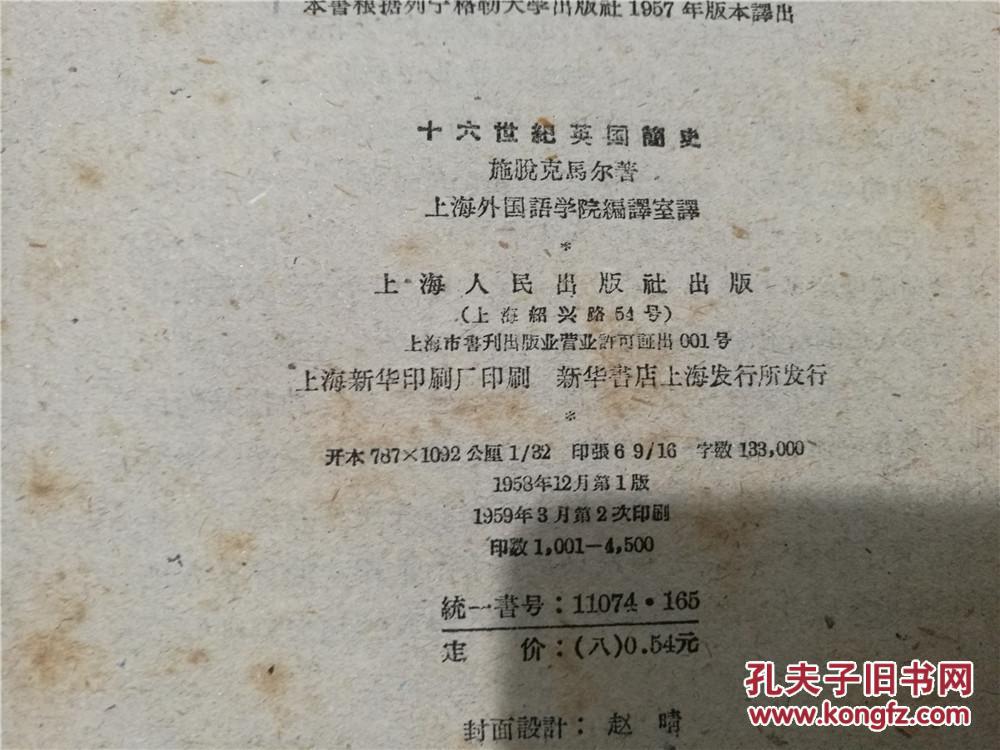 本書根据列宁格勒大學出版社1957年版本譯出
十六世紀英国簡史
施脫克馬尔著
上海外国語学院編譯室譯
*
上海人民出版社出版
(上海紹兴路54号)
上海市書刊出版业营业許可証出001号
上海新华印刷厂印刷 新华書店上海发行所发行
*
开本787×1092公厘1/32 印張6 9/16 字数133,000
1958年12月第1版
1959年3月第2次印刷
印数1,001—4,500
統一書号:11074·165
定 价:(八)0.54元
封面設計:赵 晴
孔夫子旧书网
www.kongfz.com